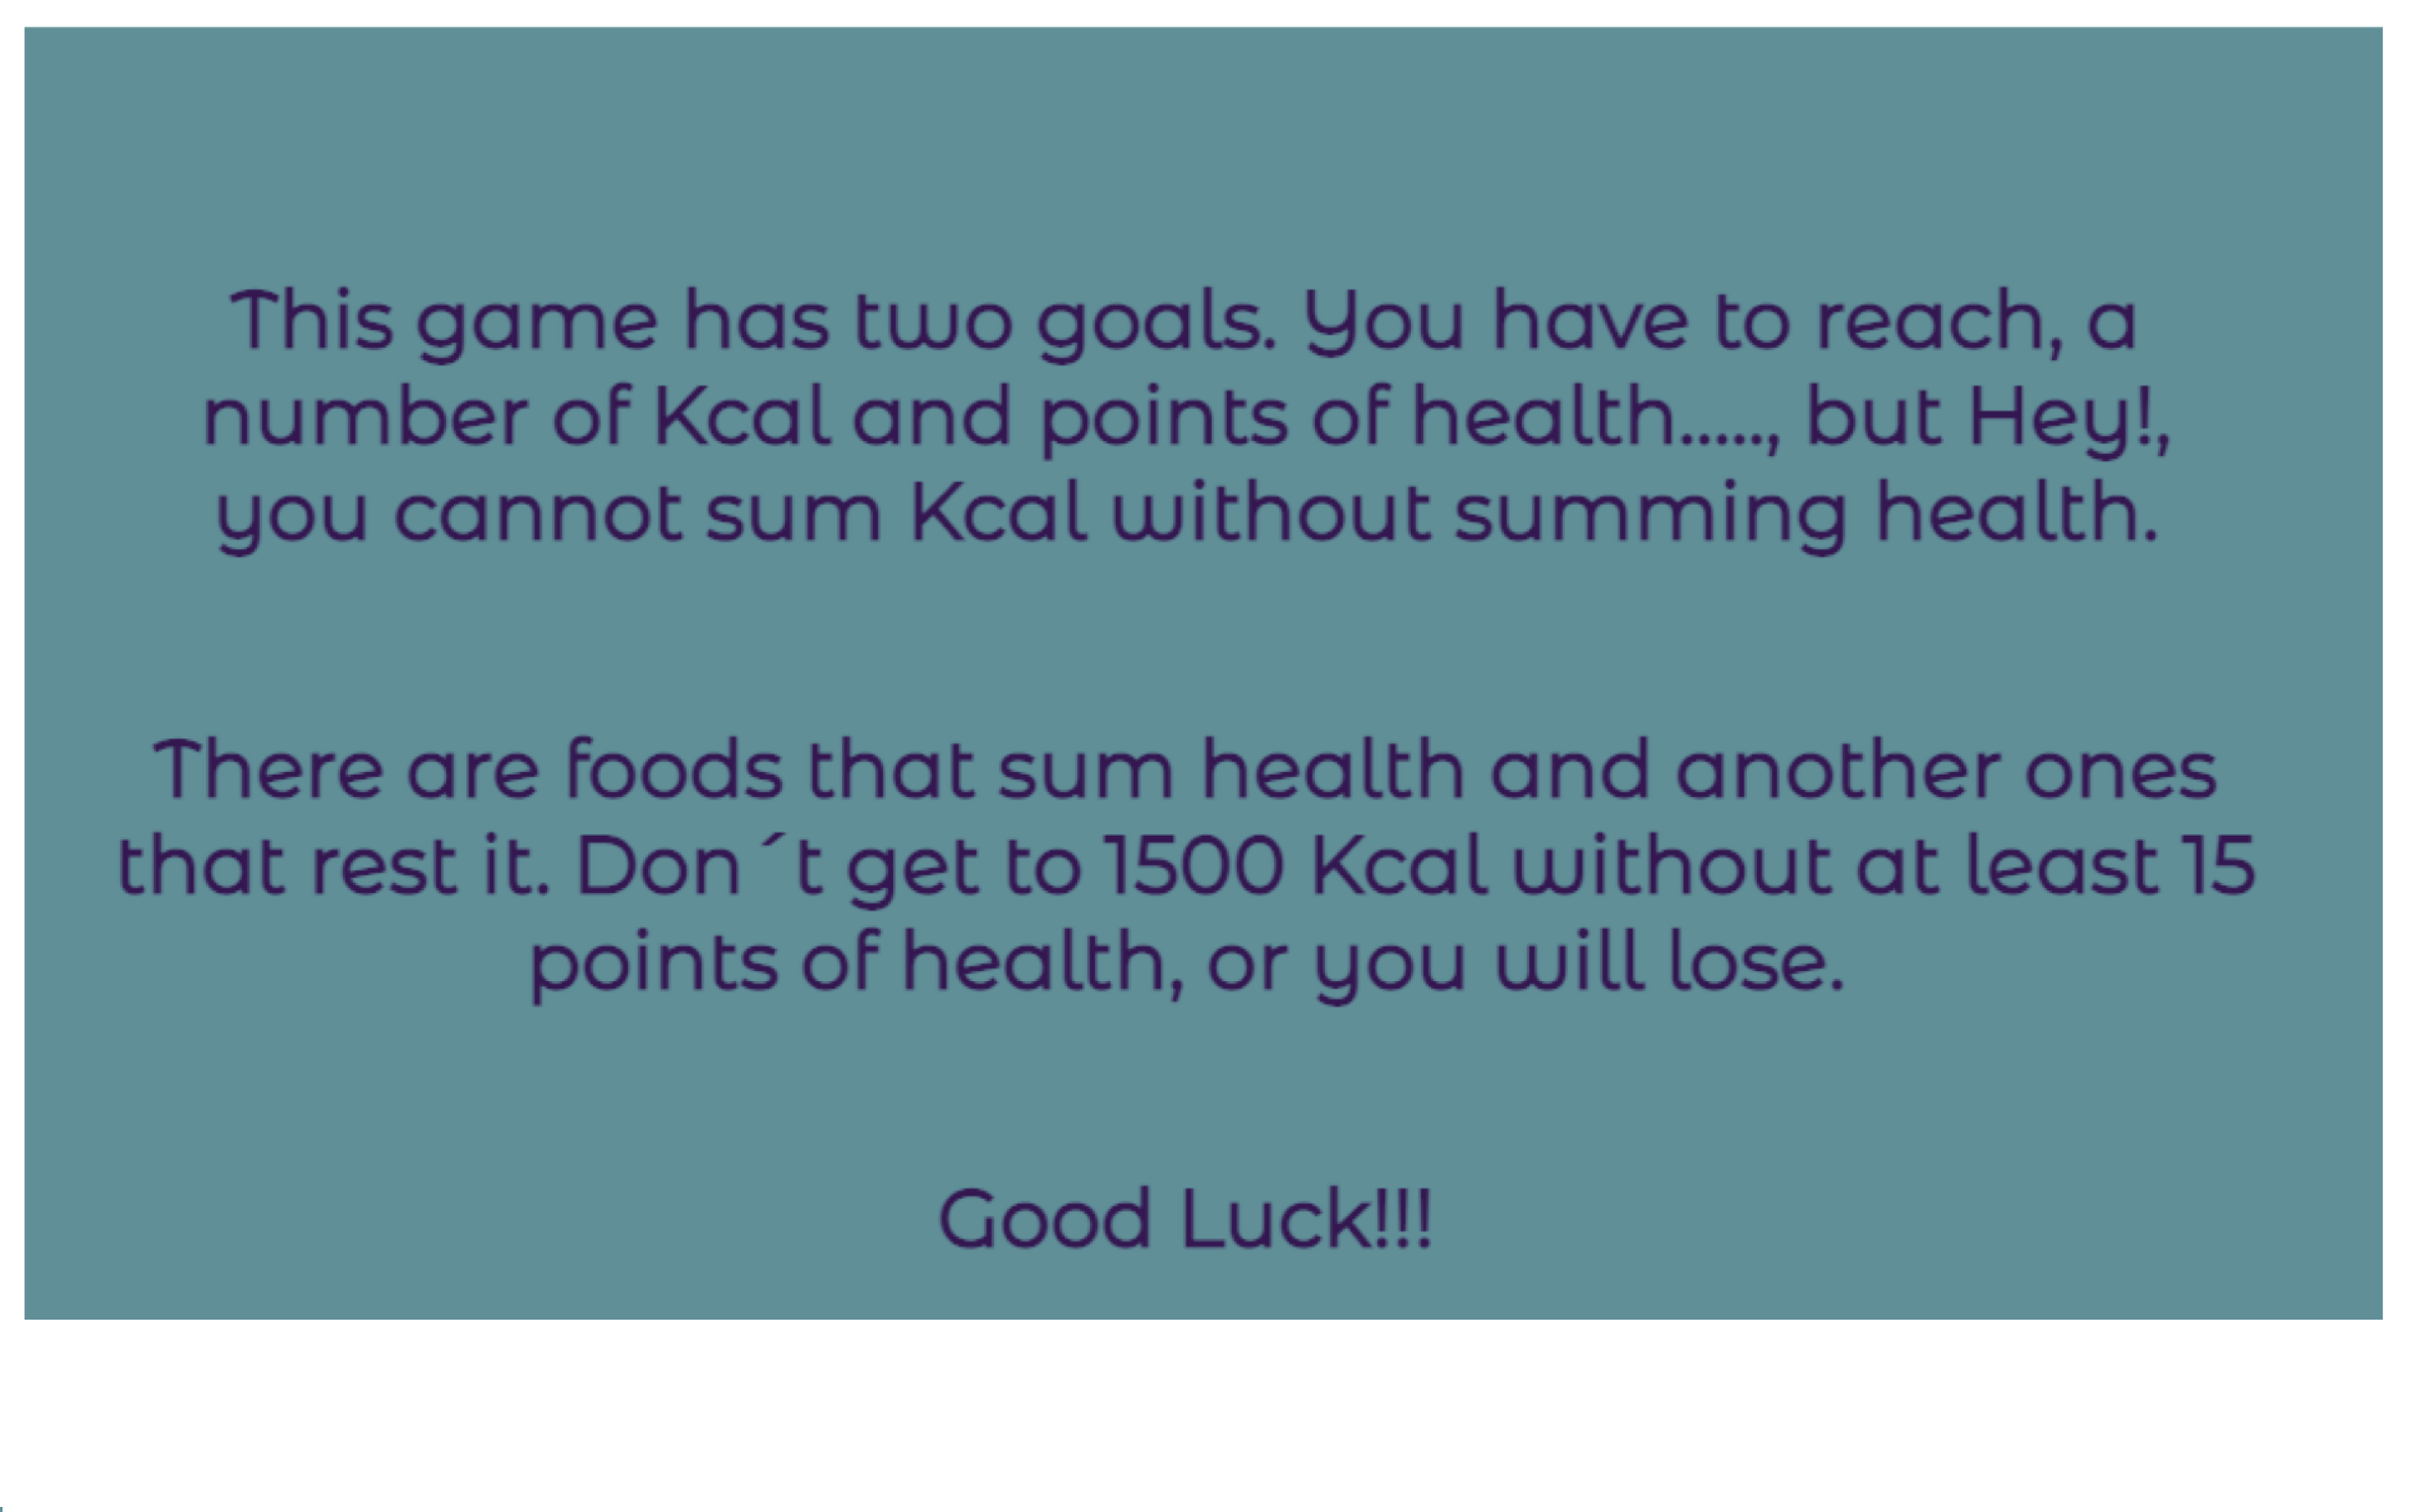 This game has two goals. You have to reach, a
number of Kcal and points of health....., but Hey!,
you cannot sum Kcal without summing health.
There are foods that sum health and another ones
that rest it. Don´t get to 1500 Kcal without at least 15
points of health, or you will lose.
Good Luck!!!